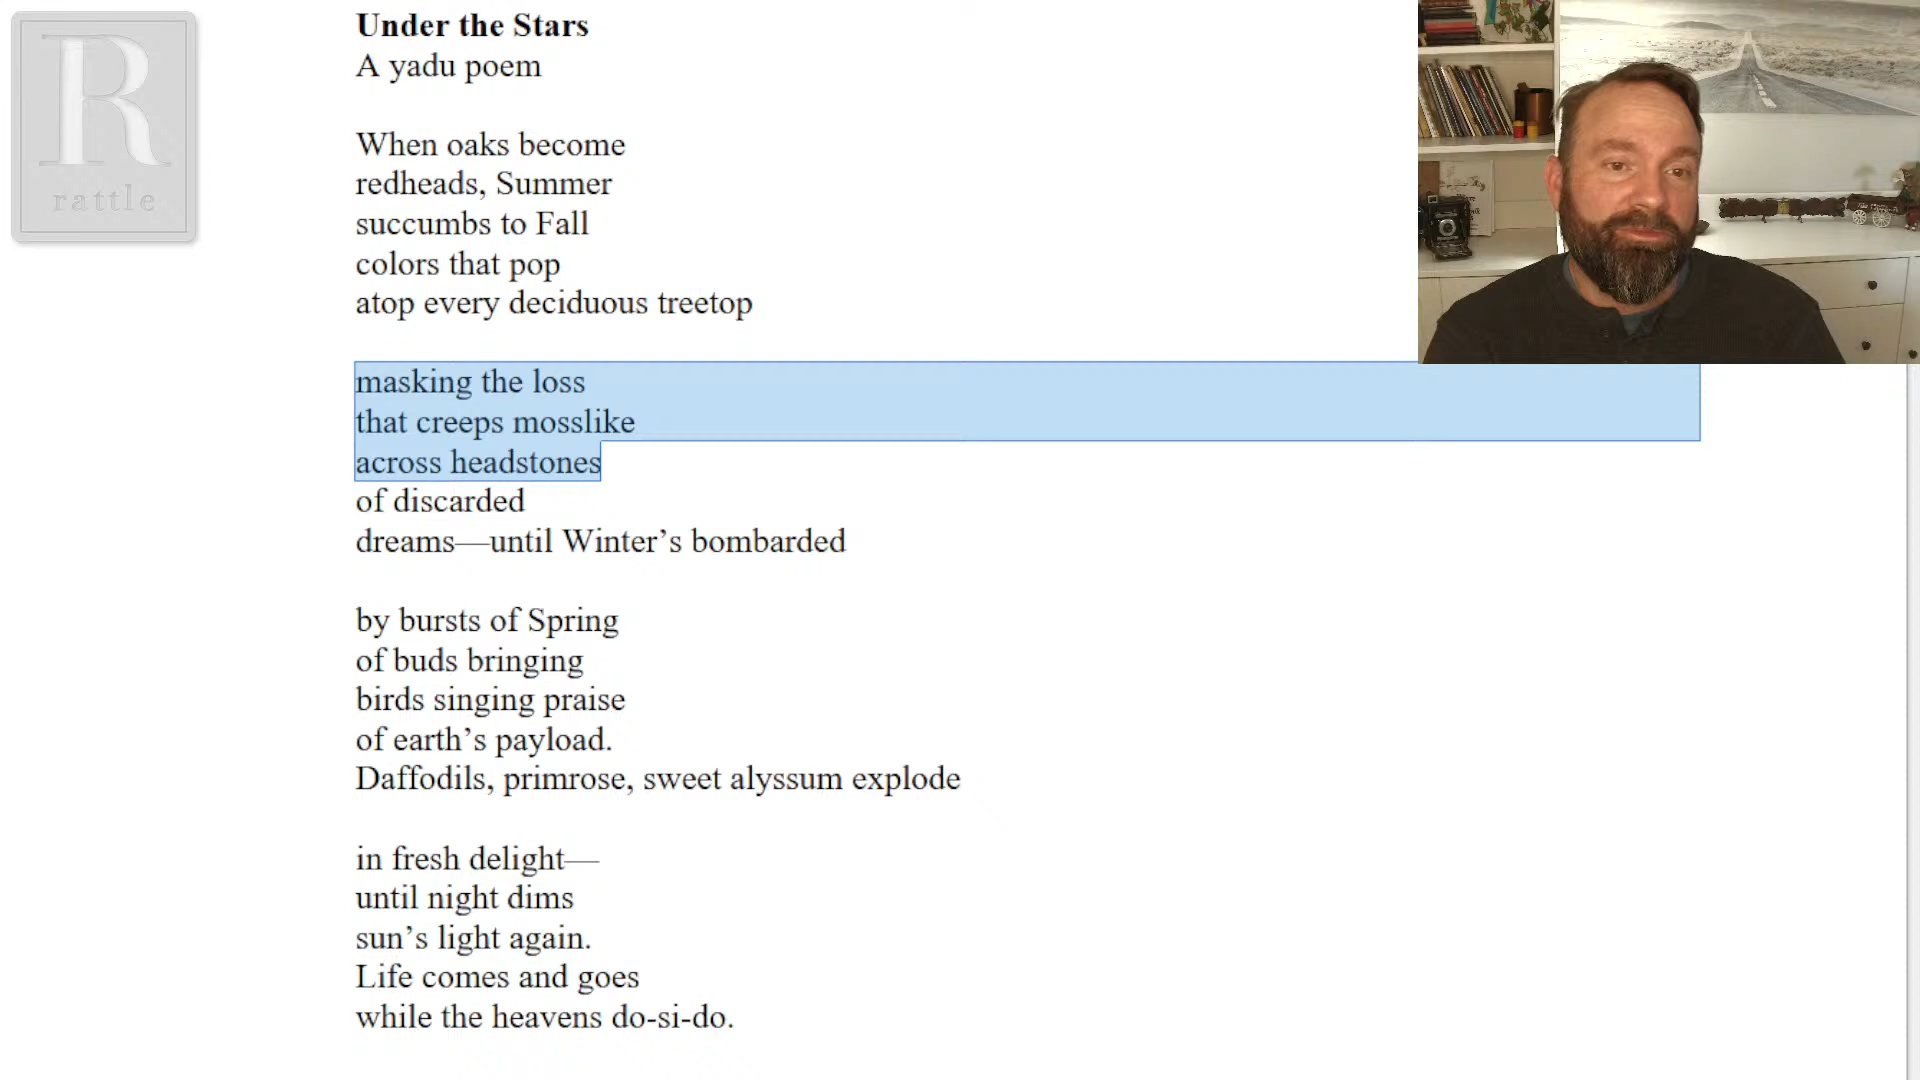 R
rattle
Under the Stars
A yadu poem
When oaks become
redheads, Summer
succumbs to Fall
colors that pop
atop every deciduous treetop
masking the loss
that creeps mosslike
across headstones
of discarded
dreams—until Winter’s bombarded
by bursts of Spring
of buds bringing
birds singing praise
of earth’s payload.
Daffodils, primrose, sweet alyssum explode
in fresh delight—
until night dims
sun’s light again.
Life comes and goes
while the heavens do-si-do.